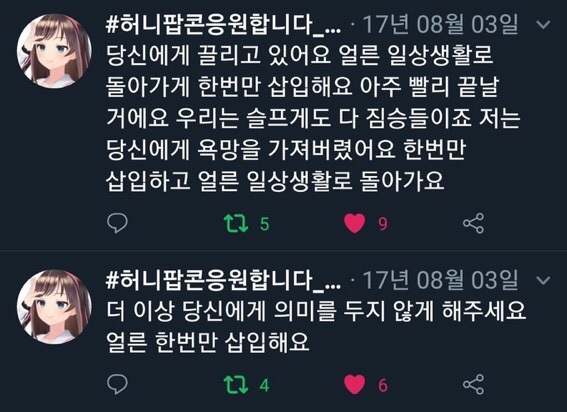 #허니팝콘응원합니다_... · 17년 08월 03일
당신에게 끌리고 있어요 얼른 일상생활로
돌아가게 한번만 삽입해요 아주 빨리 끝날
거에요 우리는 슬프게도 다 짐승들이죠 저는
당신에게 욕망을 가져버렸어요 한번만
삽입하고 얼른 일상생활로 돌아가요
5 9
#허니팝콘응원합니다_... · 17년 08월 03일
더 이상 당신에게 의미를 두지 않게 해주세요
얼른 한번만 삽입해요
4 6